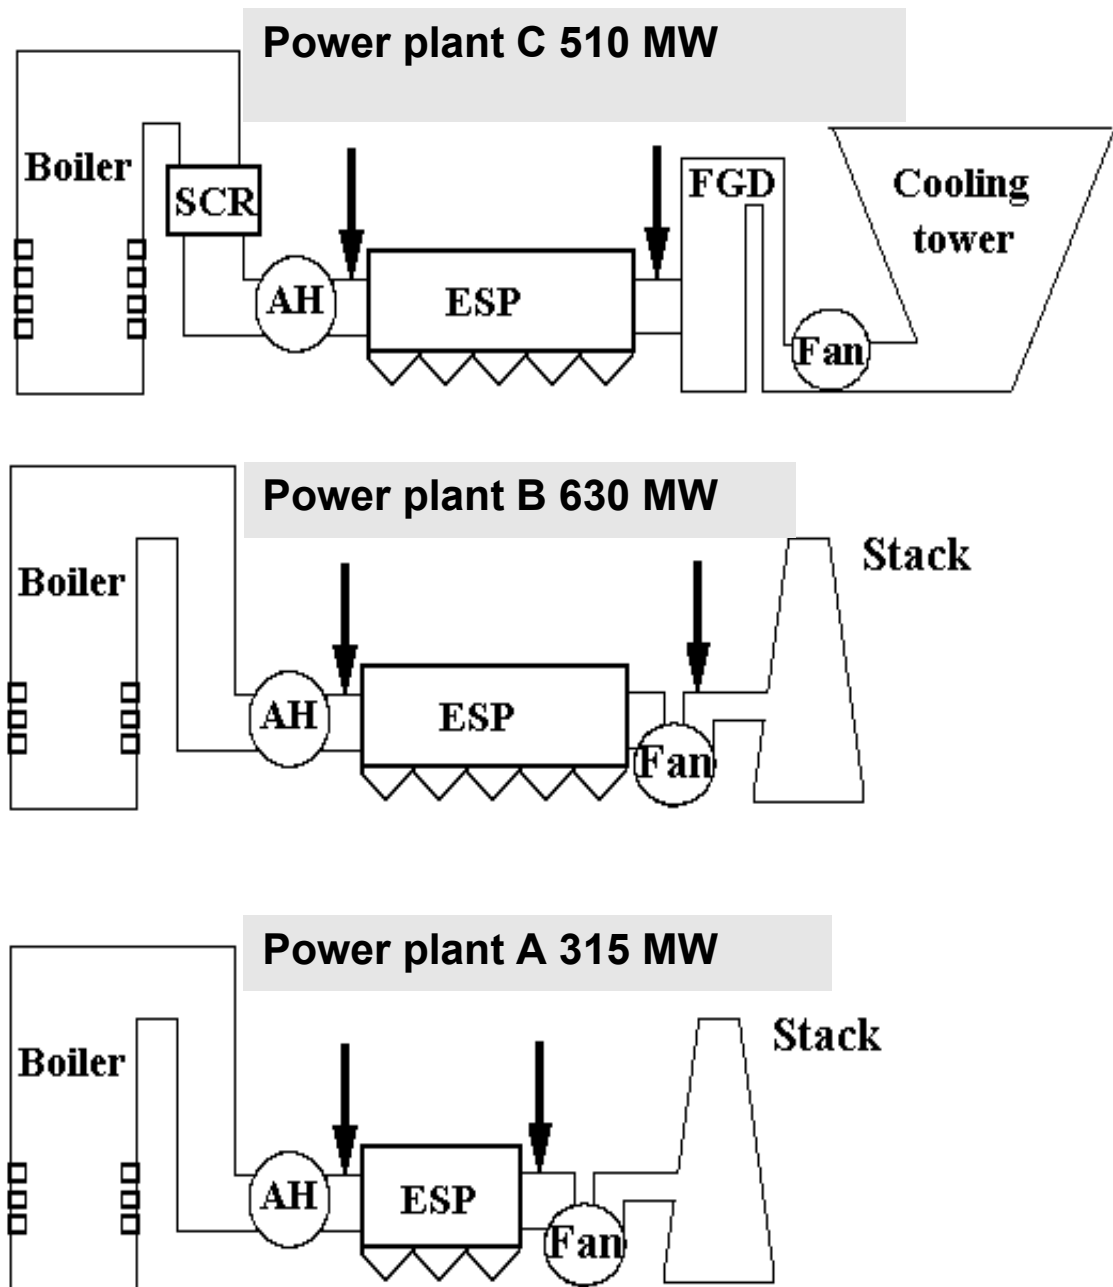 Power plant C 510 MW
Boiler
SCR
AH
ESP
FGD
Fan
Cooling
tower
Power plant B 630 MW
Boiler
AH
ESP
Fan
Stack
Power plant A 315 MW
Boiler
AH
ESP
Fan
Stack